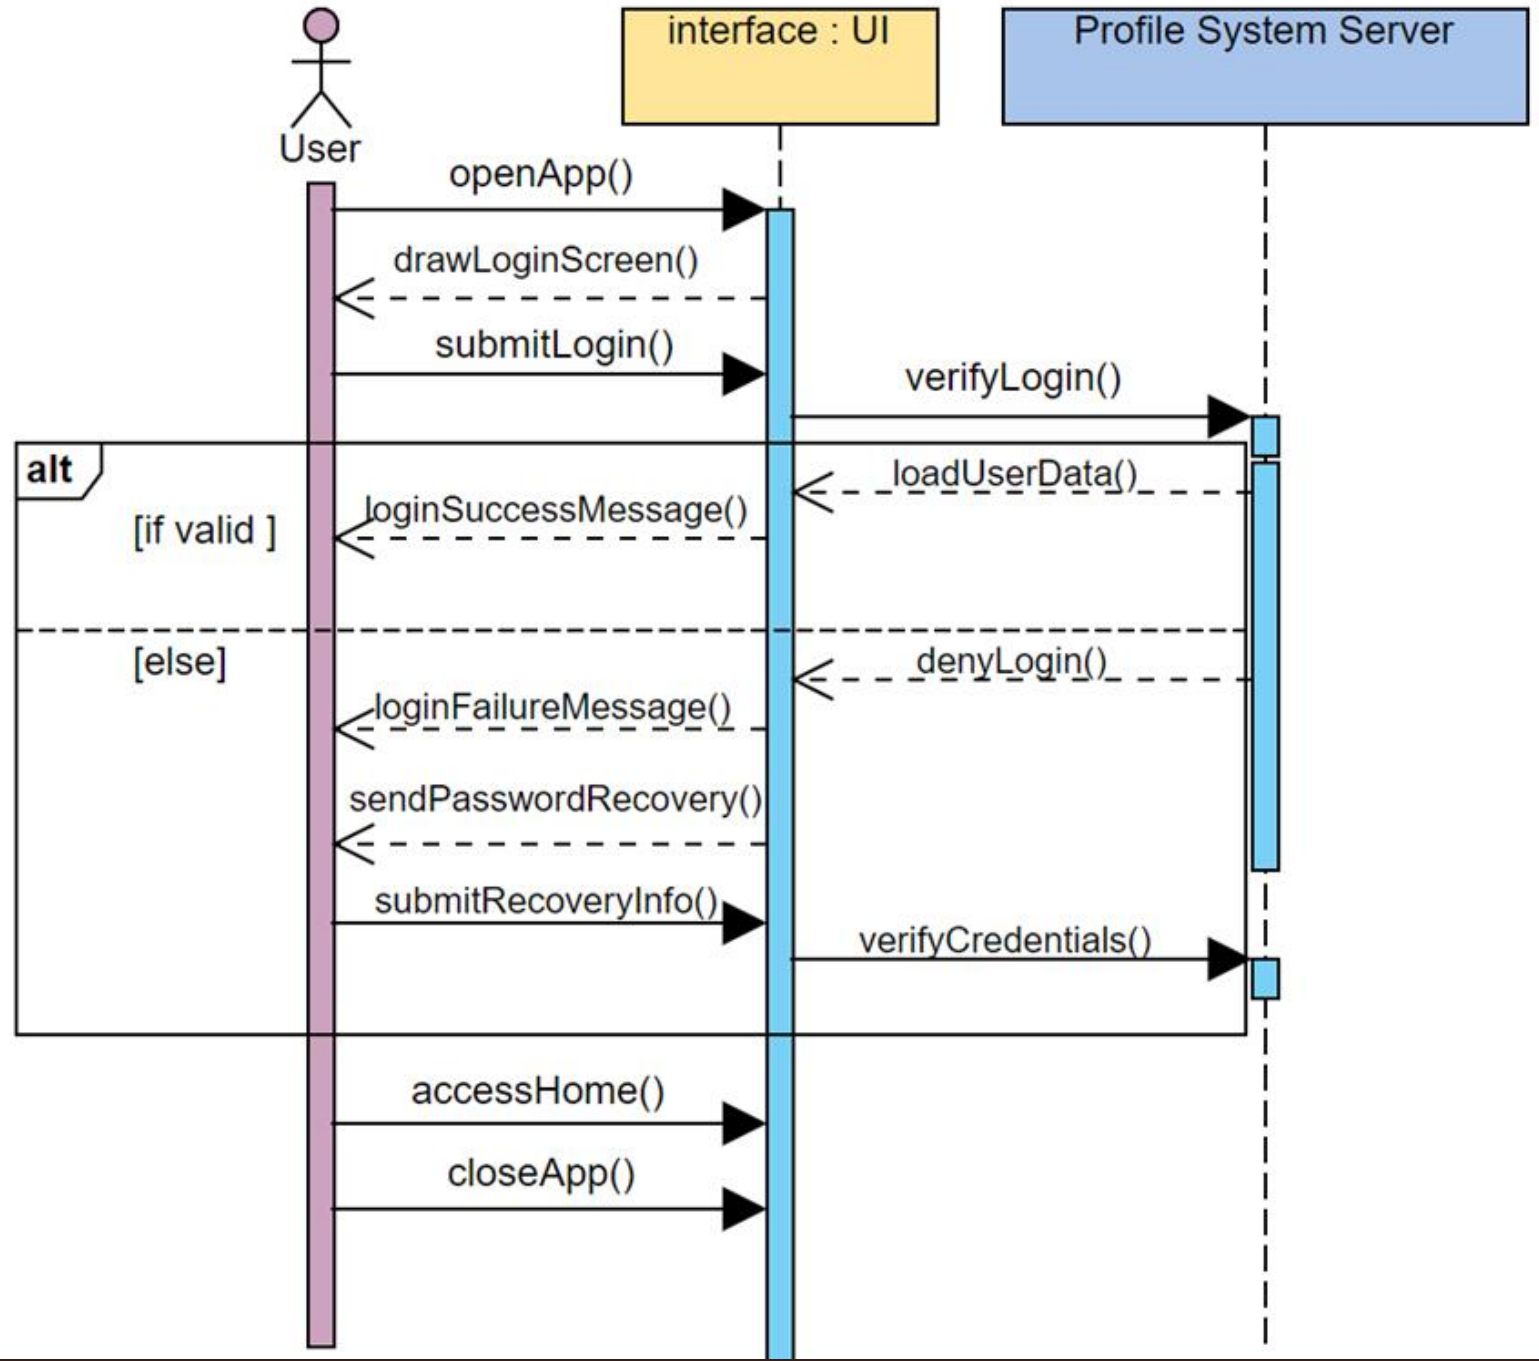 interface : UI
Profile System Server
User
openApp()
drawLoginScreen()
submitLogin()
verifyLogin()
alt
loadUserData()
loginSuccessMessage()
[if valid ]
[else]
denyLogin()
loginFailureMessage()
sendPasswordRecovery()
submitRecoveryInfo()
verifyCredentials()
accessHome()
closeApp()